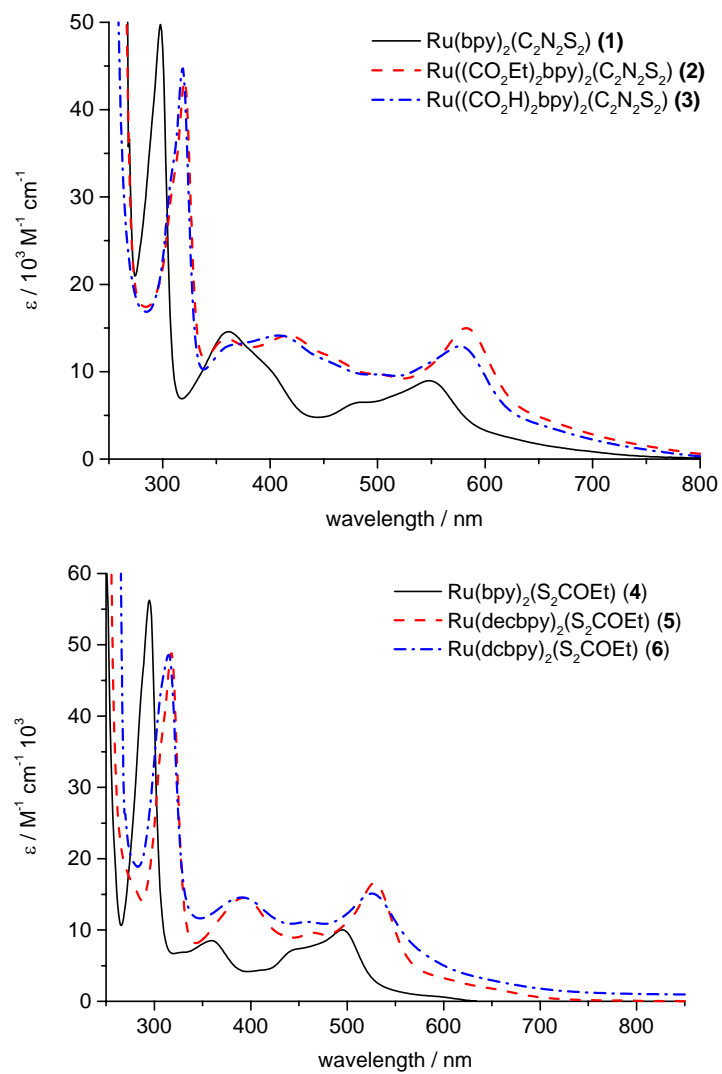 50
40
30
20
10
0
ε / 10³ M⁻¹ cm⁻¹
Ru(bpy)₂(C₂N₂S₂) (1)
Ru((CO₂Et)₂bpy)₂(C₂N₂S₂) (2)
Ru((CO₂H)₂bpy)₂(C₂N₂S₂) (3)
300 400 500 600 700 800
wavelength / nm
60
50
40
30
20
10
0
ε / M⁻¹ cm⁻¹ 10³
Ru(bpy)₂(S₂COEt) (4)
Ru(decbpy)₂(S₂COEt) (5)
Ru(dcbpy)₂(S₂COEt) (6)
300 400 500 600 700 800
wavelength / nm